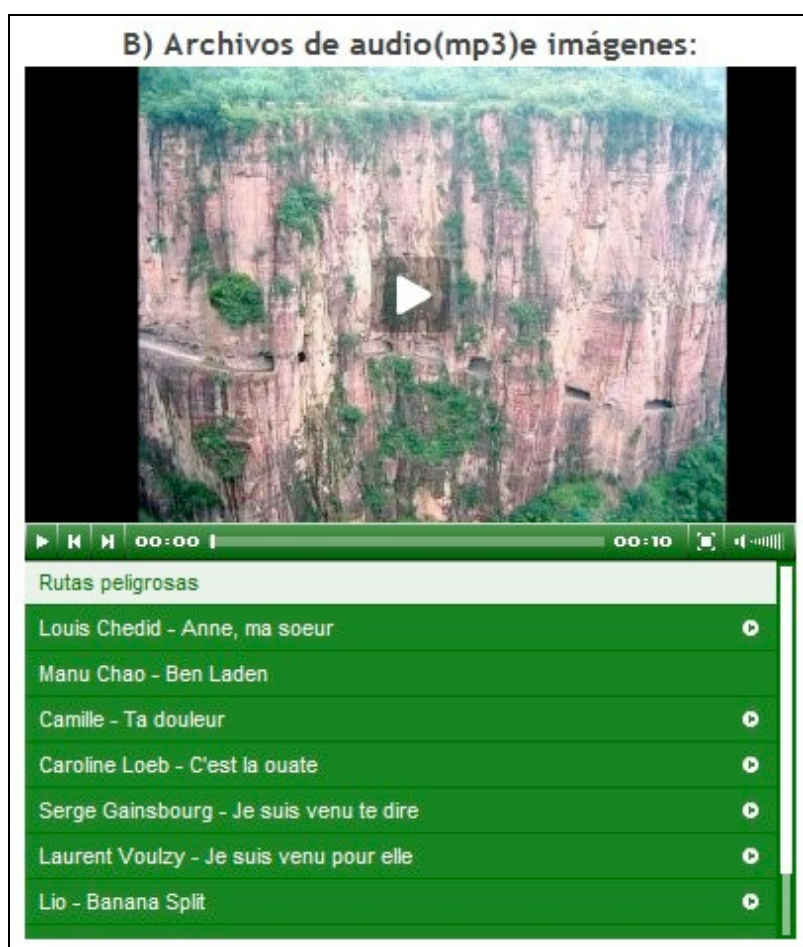 B) Archivos de audio(mp3)e imágenes:
00:00 00:10
Rutas peligrosas
Louis Chedid - Anne, ma soeur
Manu Chao - Ben Laden
Camille - Ta douleur
Caroline Loeb - C'est la ouate
Serge Gainsbourg - Je suis venu te dire
Laurent Voulzy - Je suis venu pour elle
Lio - Banana Split